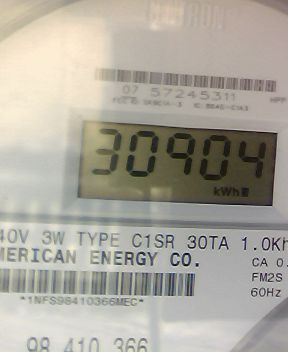 07 57245311
30904
kWh
40V 3W TYPE C1SR 30TA 1.0Kh
MERICAN ENERGY CO.
CA 0.
FM2S
60Hz
*1NFS98410366MEC*
98 410 366